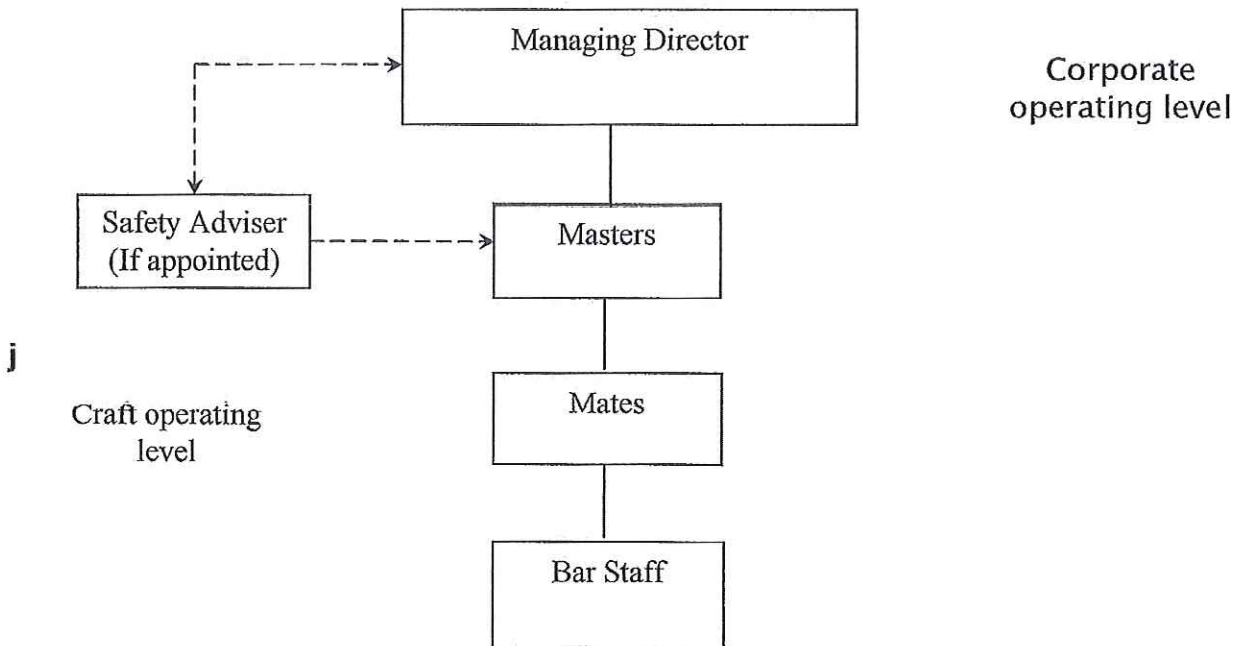 Managing Director
Corporate
operating level
Safety Adviser
(If appointed)
Masters
j
Craft operating
level
Mates
Bar Staff